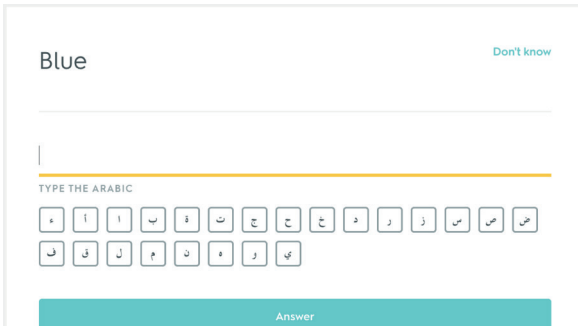 Blue
Don't know
TYPE THE ARABIC
ء أ إ ا ب ة ت ج ح خ د ر ز س ص ض
ف ق ل م ن ه و ي
Answer